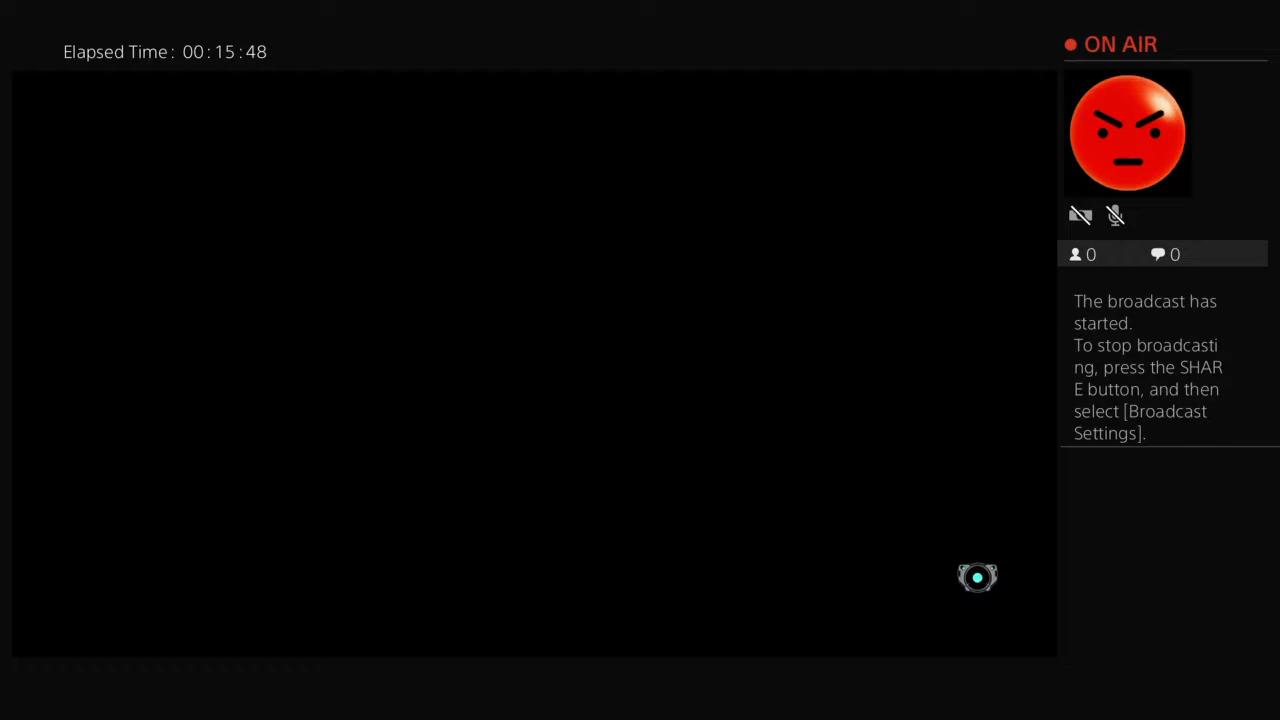 Elapsed Time: 00:15:48
ON AIR
0 0
The broadcast has
started.
To stop broadcasti
ng, press the SHAR
E button, and then
select [Broadcast
Settings].